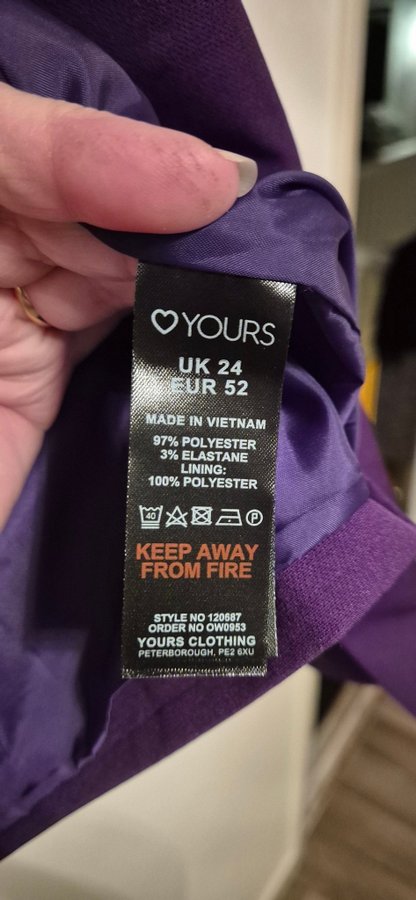 YOURS
UK 24
EUR 52
MADE IN VIETNAM
97% POLYESTER
3% ELASTANE
LINING:
100% POLYESTER
40
P
KEEP AWAY
FROM FIRE
STYLE NO 120687
ORDER NO OW0953
YOURS CLOTHING
PETERBOROUGH, PE2 6XU